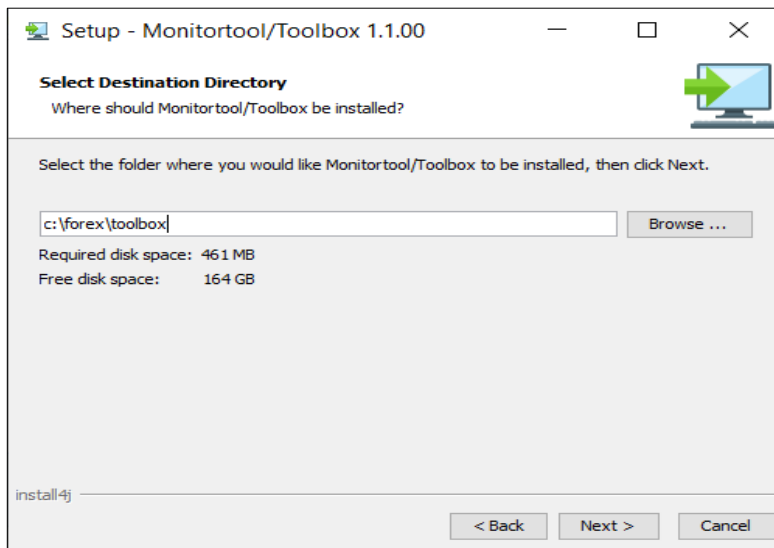 Setup - Monitortool/Toolbox 1.1.00
Select Destination Directory
Where should Monitortool/Toolbox be installed?
Select the folder where you would like Monitortool/Toolbox to be installed, then click Next.
c:\forex\toolbox
Browse ...
Required disk space: 461 MB
Free disk space: 164 GB
install4j
< Back Next > Cancel